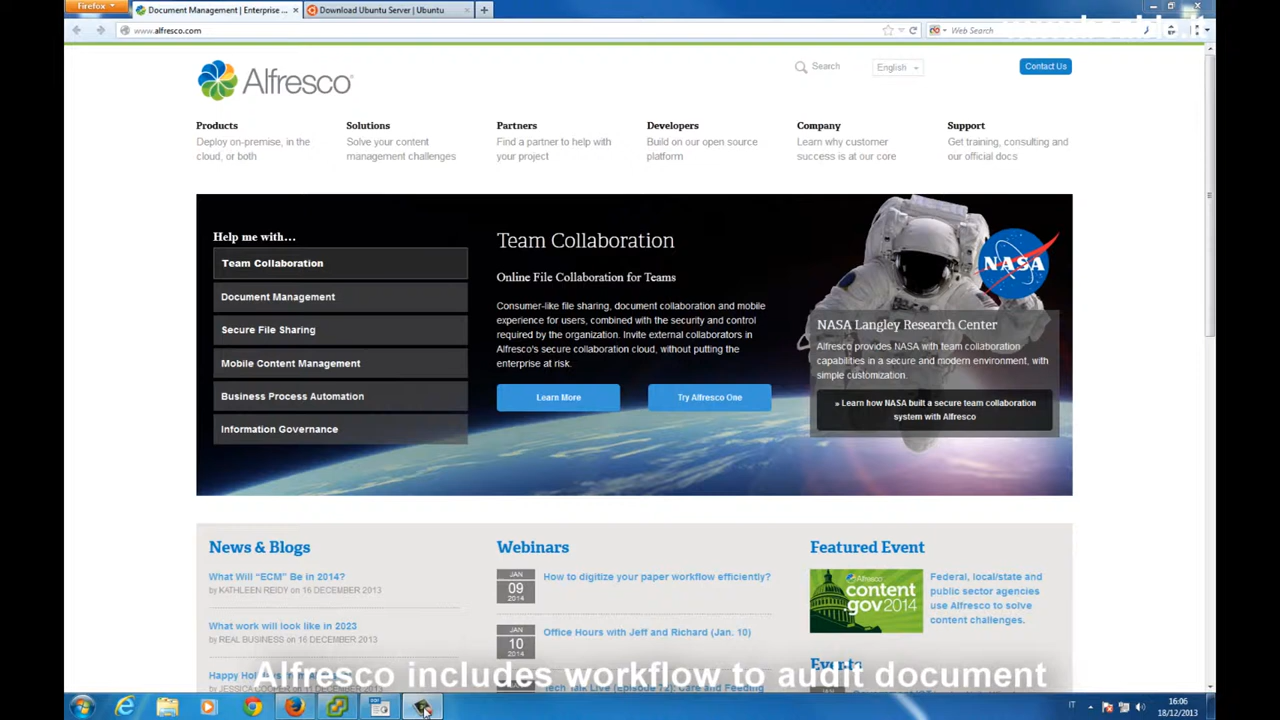 Firefox
Document Management | Enterprise ...
Download Ubuntu Server | Ubuntu
www.alfresco.com
Web Search
Alfresco
Search
English
Contact Us
Products
Deploy on-premise, in the
cloud, or both
Solutions
Solve your content
management challenges
Partners
Find a partner to help with
your project
Developers
Build on our open source
platform
Company
Learn why customer
success is at our core
Support
Get training, consulting and
our official docs
Help me with...
Team Collaboration
Document Management
Secure File Sharing
Mobile Content Management
Business Process Automation
Information Governance
Team Collaboration
Online File Collaboration for Teams
Consumer-like file sharing, document collaboration and mobile
experience for users, combined with the security and control
required by the organization. Invite external collaborators in
Alfresco's secure collaboration cloud, without putting the
enterprise at risk.
Learn More
Try Alfresco One
NASA
NASA Langley Research Center
Alfresco provides NASA with team collaboration
capabilities in a secure and modern environment, with
simple customization.
» Learn how NASA built a secure team collaboration
system with Alfresco
News & Blogs
What Will "ECM" Be in 2014?
by KATHLEEN REIDY on 16 DECEMBER 2013
What work will look like in 2023
by REAL BUSINESS on 16 DECEMBER 2013
Webinars
JAN
09
2014
How to digitize your paper workflow efficiently?
JAN
10
2014
Office Hours with Jeff and Richard (Jan. 10)
Featured Event
Alfresco
content.
gov 2014
Federal, local/state and
public sector agencies
use Alfresco to solve
content challenges.
Events
Alfresco includes workflow to audit document
IT
16:06
18/12/2013